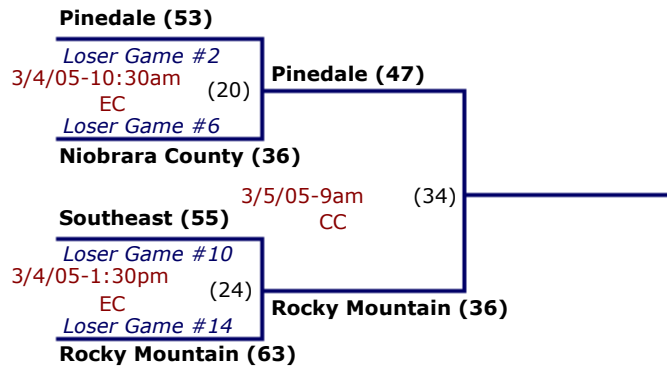 Pinedale (53)
Loser Game #2
3/4/05-10:30am
EC
(20)
Loser Game #6
Niobrara County (36)
Pinedale (47)
3/5/05-9am
CC
(34)
Southeast (55)
Loser Game #10
3/4/05-1:30pm
EC
(24)
Loser Game #14
Rocky Mountain (63)
Rocky Mountain (36)